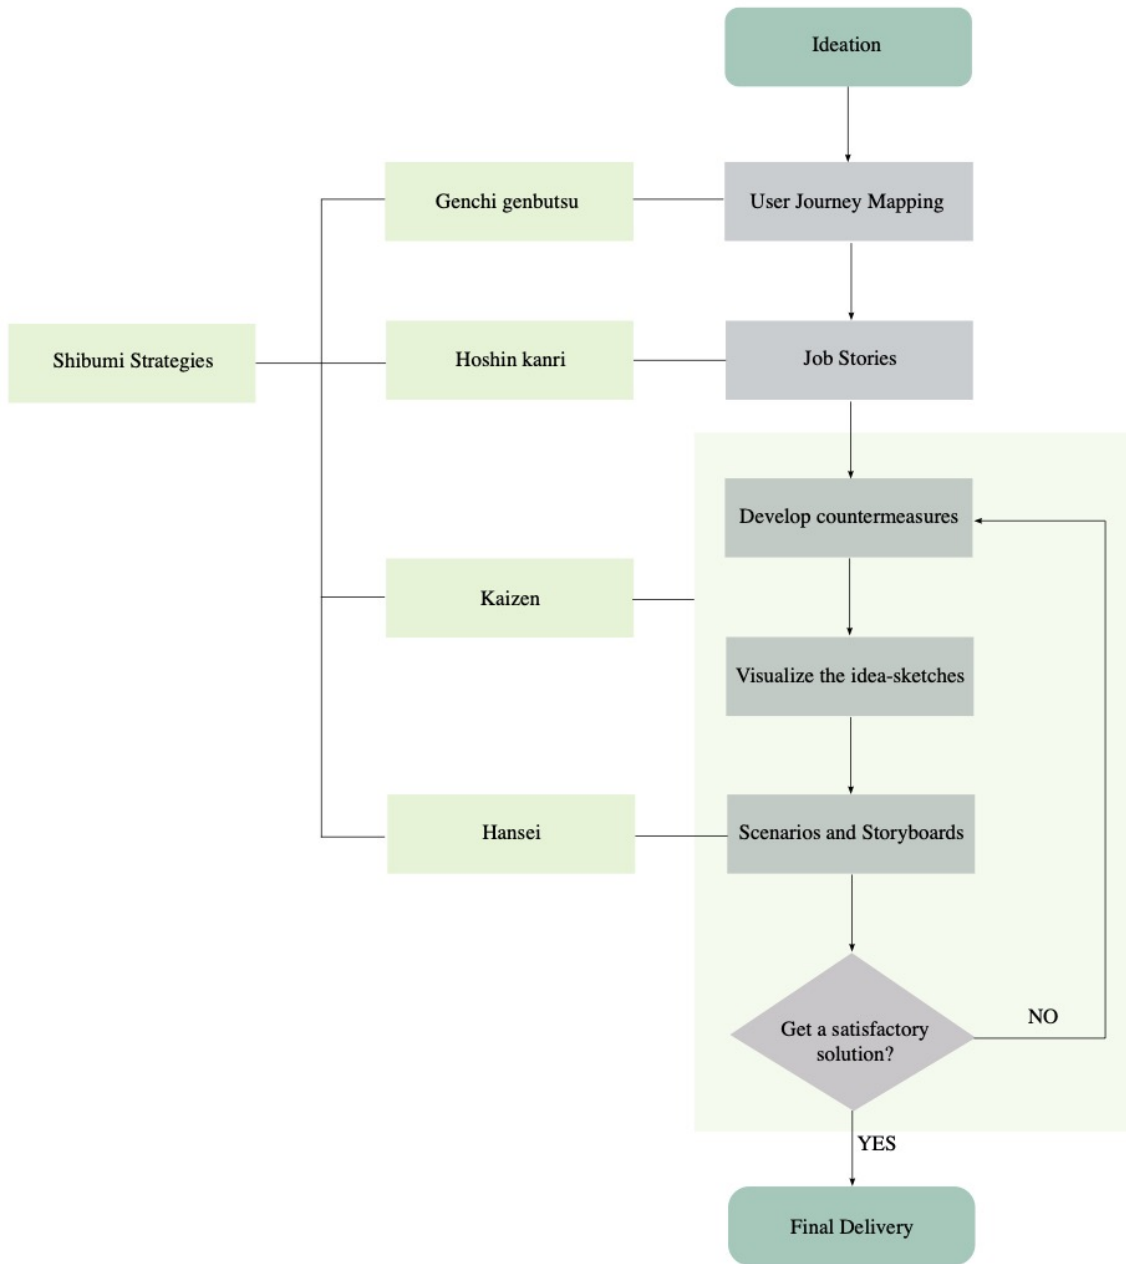 Ideation
Genchi genbutsu
User Journey Mapping
Shibumi Strategies
Hoshin kanri
Job Stories
Develop countermeasures
Kaizen
Visualize the idea-sketches
Hansei
Scenarios and Storyboards
Get a satisfactory
solution?
NO
YES
Final Delivery